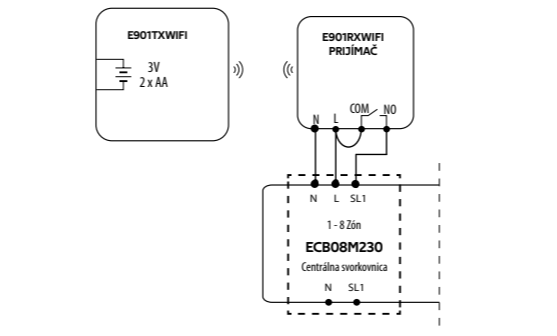 E901TXWIFI
3V
2 x AA
E901RXWIFI
PRIJÍMAČ
N L COM NO
N L SL1
1 - 8 Zón
ECB08M230
Centrálna svorkovnica
N SL1